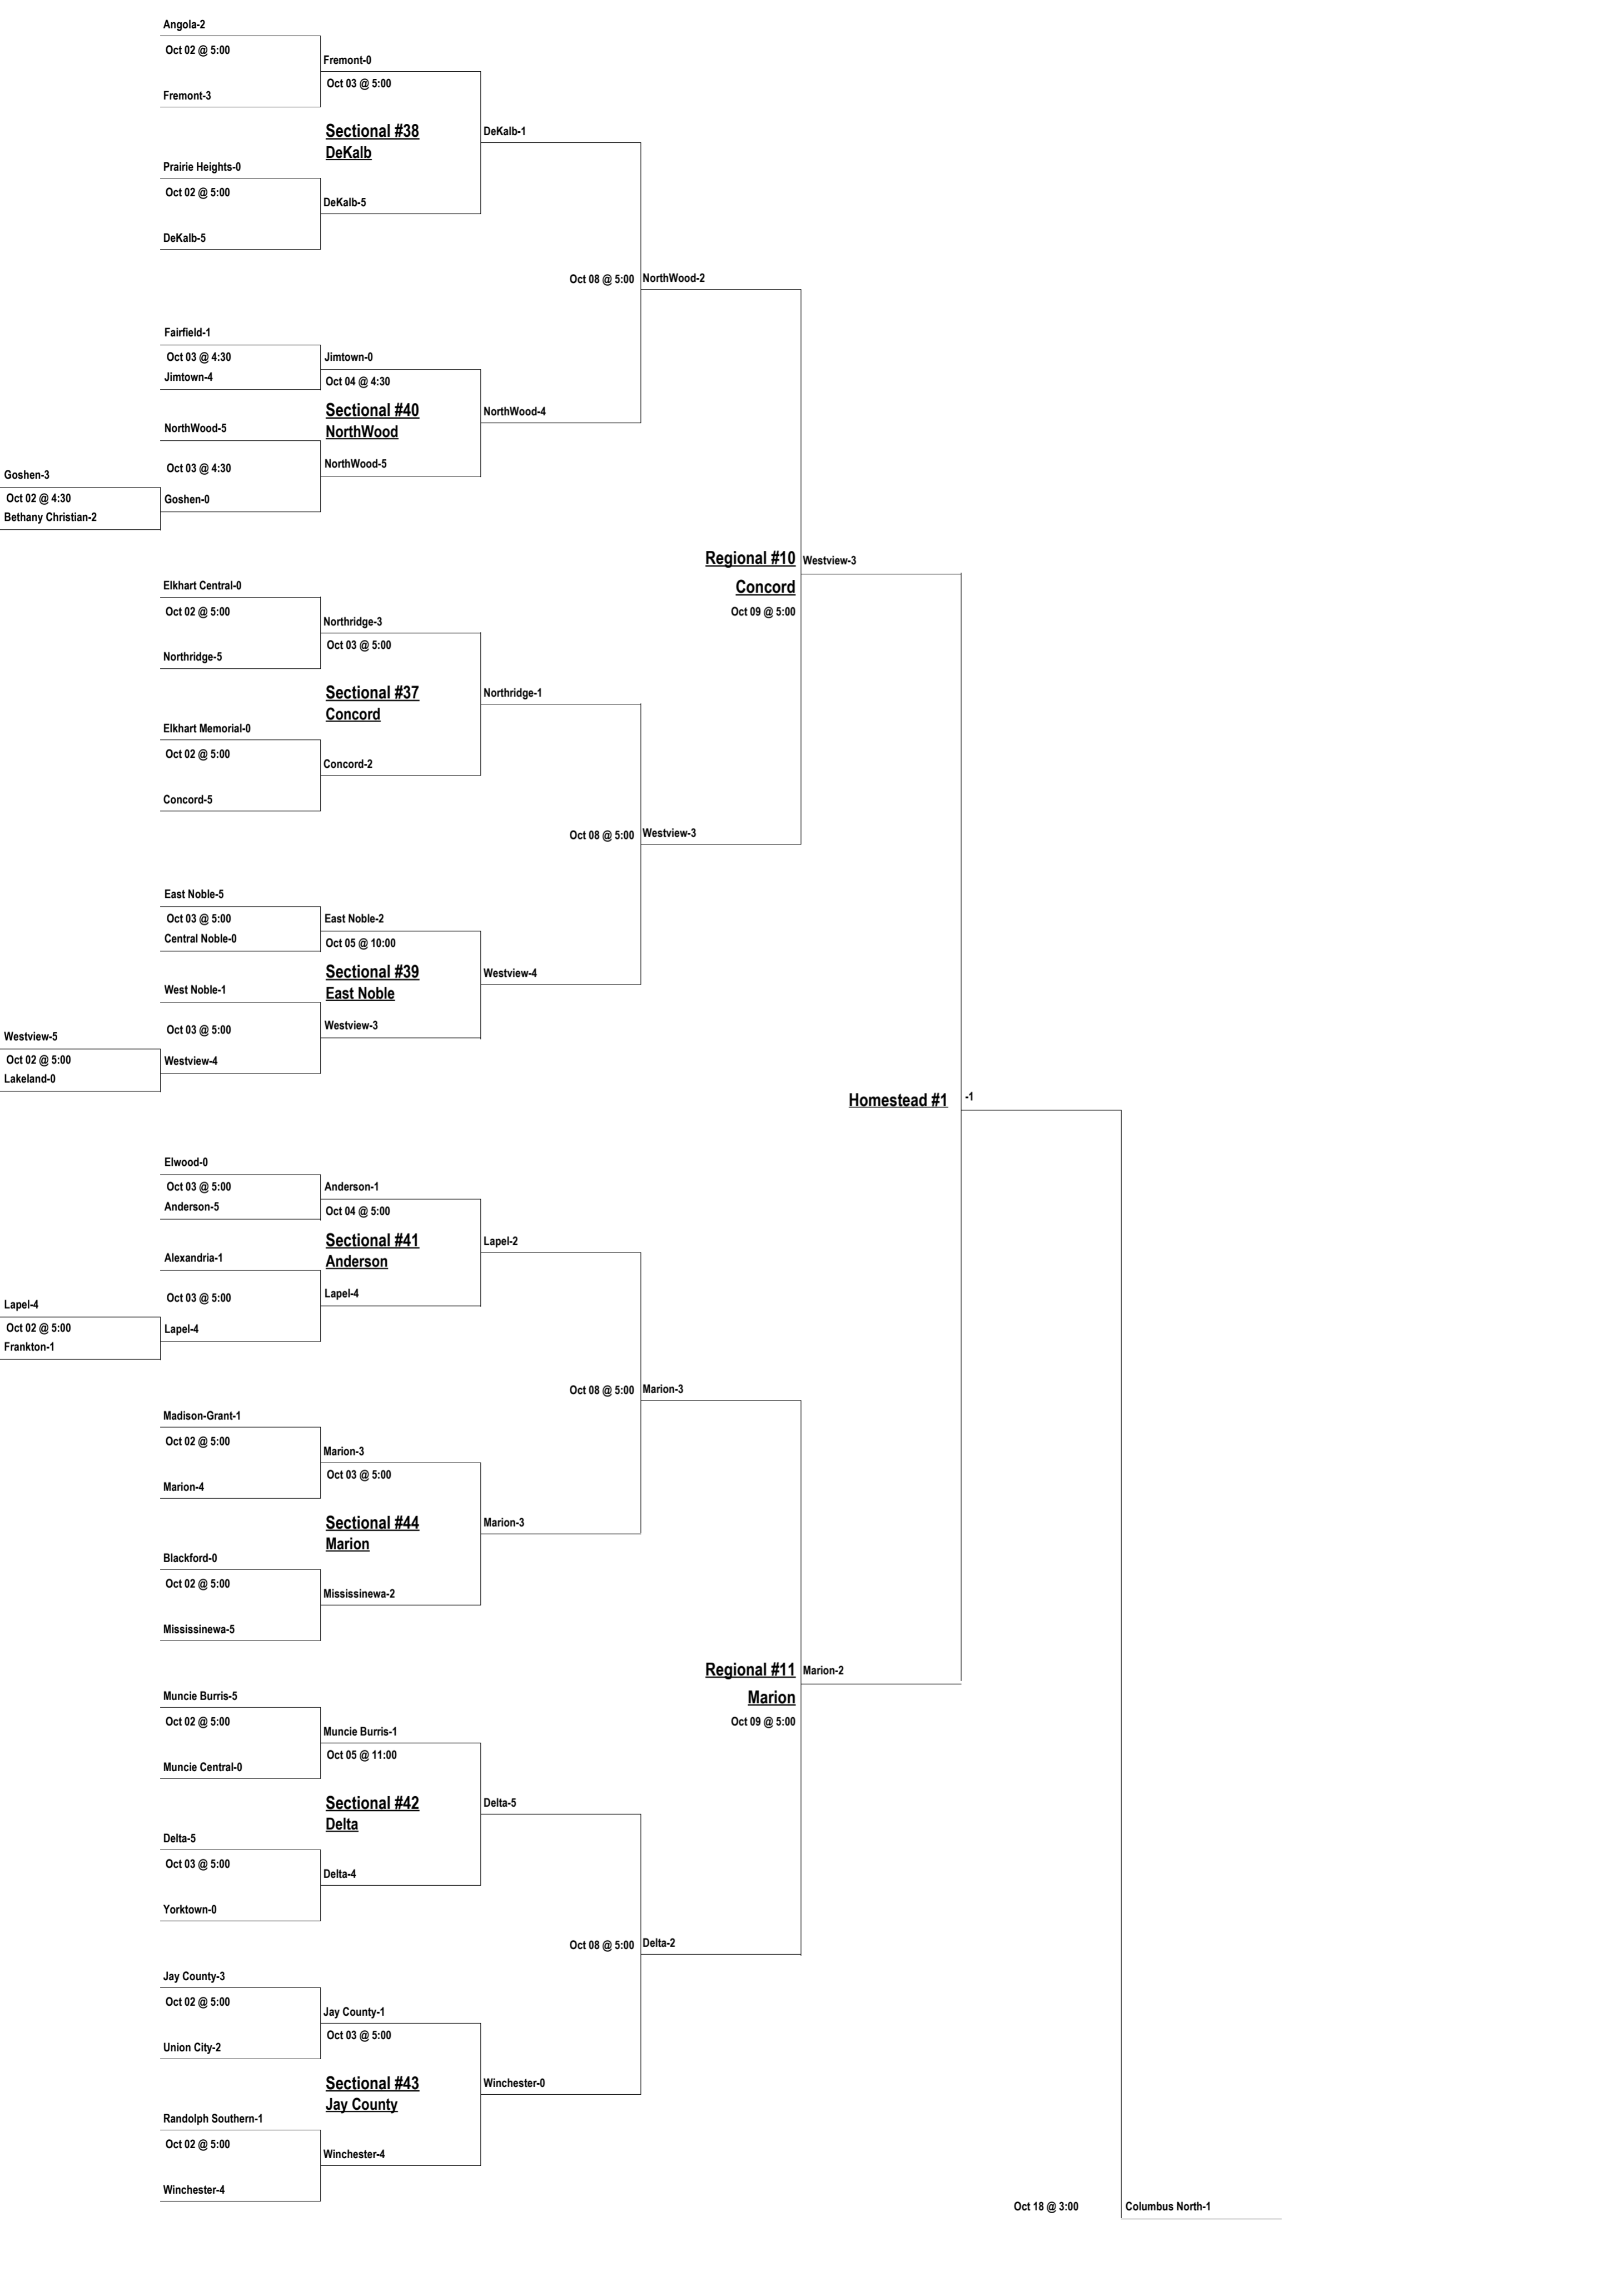 Angola-2
Oct 02 @ 5:00
Fremont-0
Oct 03 @ 5:00
Fremont-3
Sectional #38
DeKalb
DeKalb-1
Prairie Heights-0
Oct 02 @ 5:00
DeKalb-5
DeKalb-5
Oct 08 @ 5:00
NorthWood-2
Fairfield-1
Oct 03 @ 4:30
Jimtown-0
Jimtown-4
Oct 04 @ 4:30
Sectional #40
NorthWood
NorthWood-4
NorthWood-5
Oct 03 @ 4:30
NorthWood-5
Goshen-3
Oct 02 @ 4:30
Goshen-0
Bethany Christian-2
Regional #10
Westview-3
Concord
Oct 09 @ 5:00
Elkhart Central-0
Oct 02 @ 5:00
Northridge-3
Oct 03 @ 5:00
Northridge-5
Sectional #37
Concord
Northridge-1
Elkhart Memorial-0
Oct 02 @ 5:00
Concord-2
Concord-5
Oct 08 @ 5:00
Westview-3
East Noble-5
Oct 03 @ 5:00
East Noble-2
Central Noble-0
Oct 05 @ 10:00
Sectional #39
East Noble
Westview-4
West Noble-1
Oct 03 @ 5:00
Westview-3
Westview-5
Oct 02 @ 5:00
Westview-4
Lakeland-0
Homestead #1
-1
Elwood-0
Oct 03 @ 5:00
Anderson-1
Anderson-5
Oct 04 @ 5:00
Sectional #41
Anderson
Lapel-2
Alexandria-1
Oct 03 @ 5:00
Lapel-4
Lapel-4
Oct 02 @ 5:00
Lapel-4
Frankton-1
Oct 08 @ 5:00
Marion-3
Madison-Grant-1
Oct 02 @ 5:00
Marion-3
Oct 03 @ 5:00
Marion-4
Sectional #44
Marion
Marion-3
Blackford-0
Oct 02 @ 5:00
Mississinewa-2
Mississinewa-5
Regional #11
Marion-2
Marion
Oct 09 @ 5:00
Muncie Burris-5
Oct 02 @ 5:00
Muncie Burris-1
Oct 05 @ 11:00
Muncie Central-0
Sectional #42
Delta
Delta-5
Delta-5
Oct 03 @ 5:00
Delta-4
Yorktown-0
Oct 08 @ 5:00
Delta-2
Jay County-3
Oct 02 @ 5:00
Jay County-1
Oct 03 @ 5:00
Union City-2
Sectional #43
Jay County
Winchester-0
Randolph Southern-1
Oct 02 @ 5:00
Winchester-4
Winchester-4
Oct 18 @ 3:00
Columbus North-1